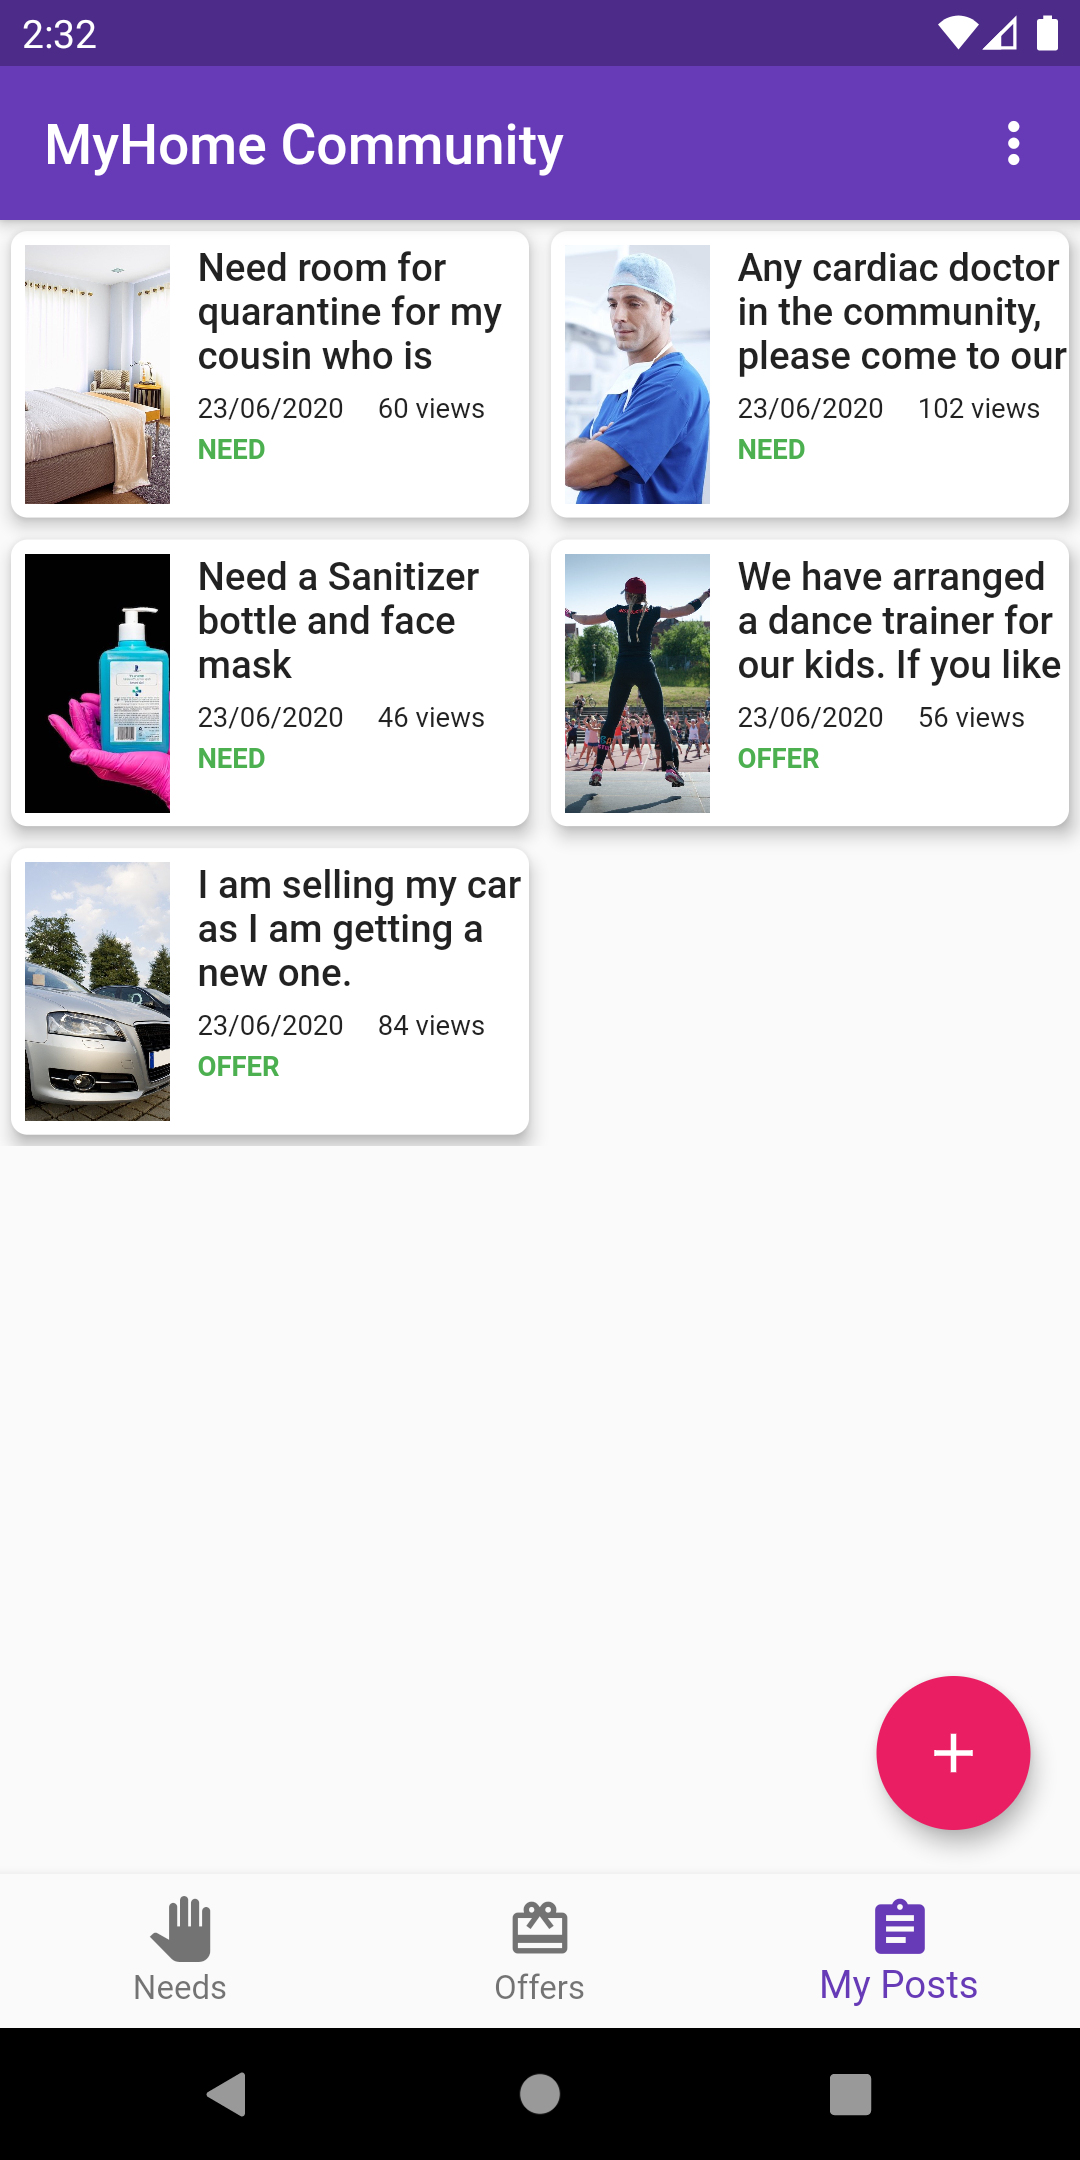 2:32
MyHome Community
Need room for
quarantine for my
cousin who is
23/06/2020 60 views
NEED
Any cardiac doctor
in the community,
please come to our
23/06/2020 102 views
NEED
Need a Sanitizer
bottle and face
mask
23/06/2020 46 views
NEED
We have arranged
a dance trainer for
our kids. If you like
23/06/2020 56 views
OFFER
I am selling my car
as I am getting a
new one.
23/06/2020 84 views
OFFER
Needs
Offers
My Posts